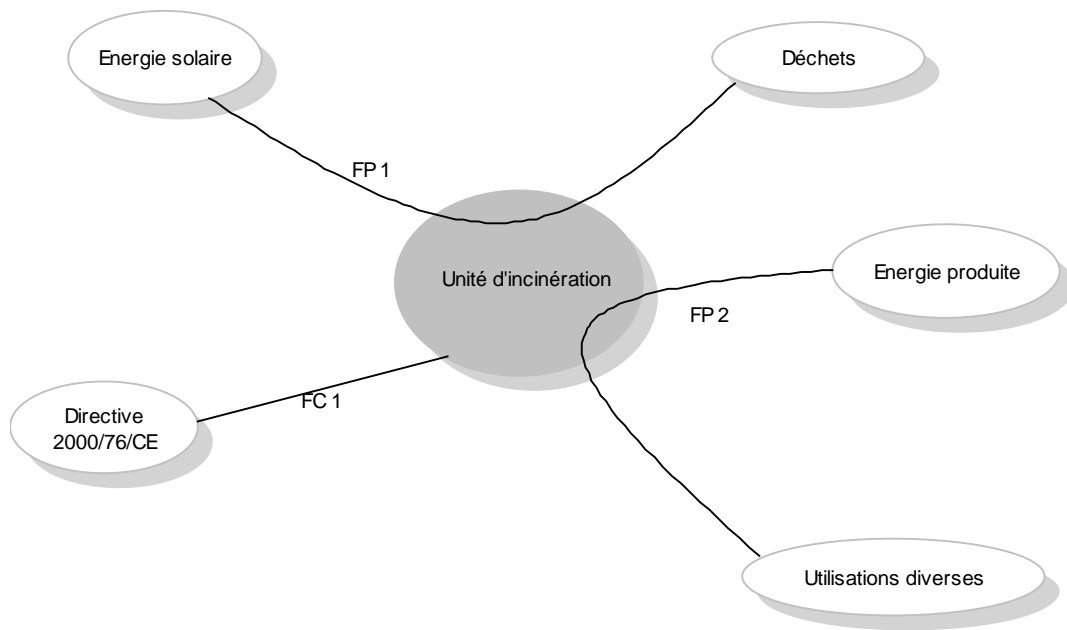 Energie solaire
Déchets
FP 1
Unité d'incinération
Energie produite
FP 2
FC 1
Directive
2000/76/CE
Utilisations diverses